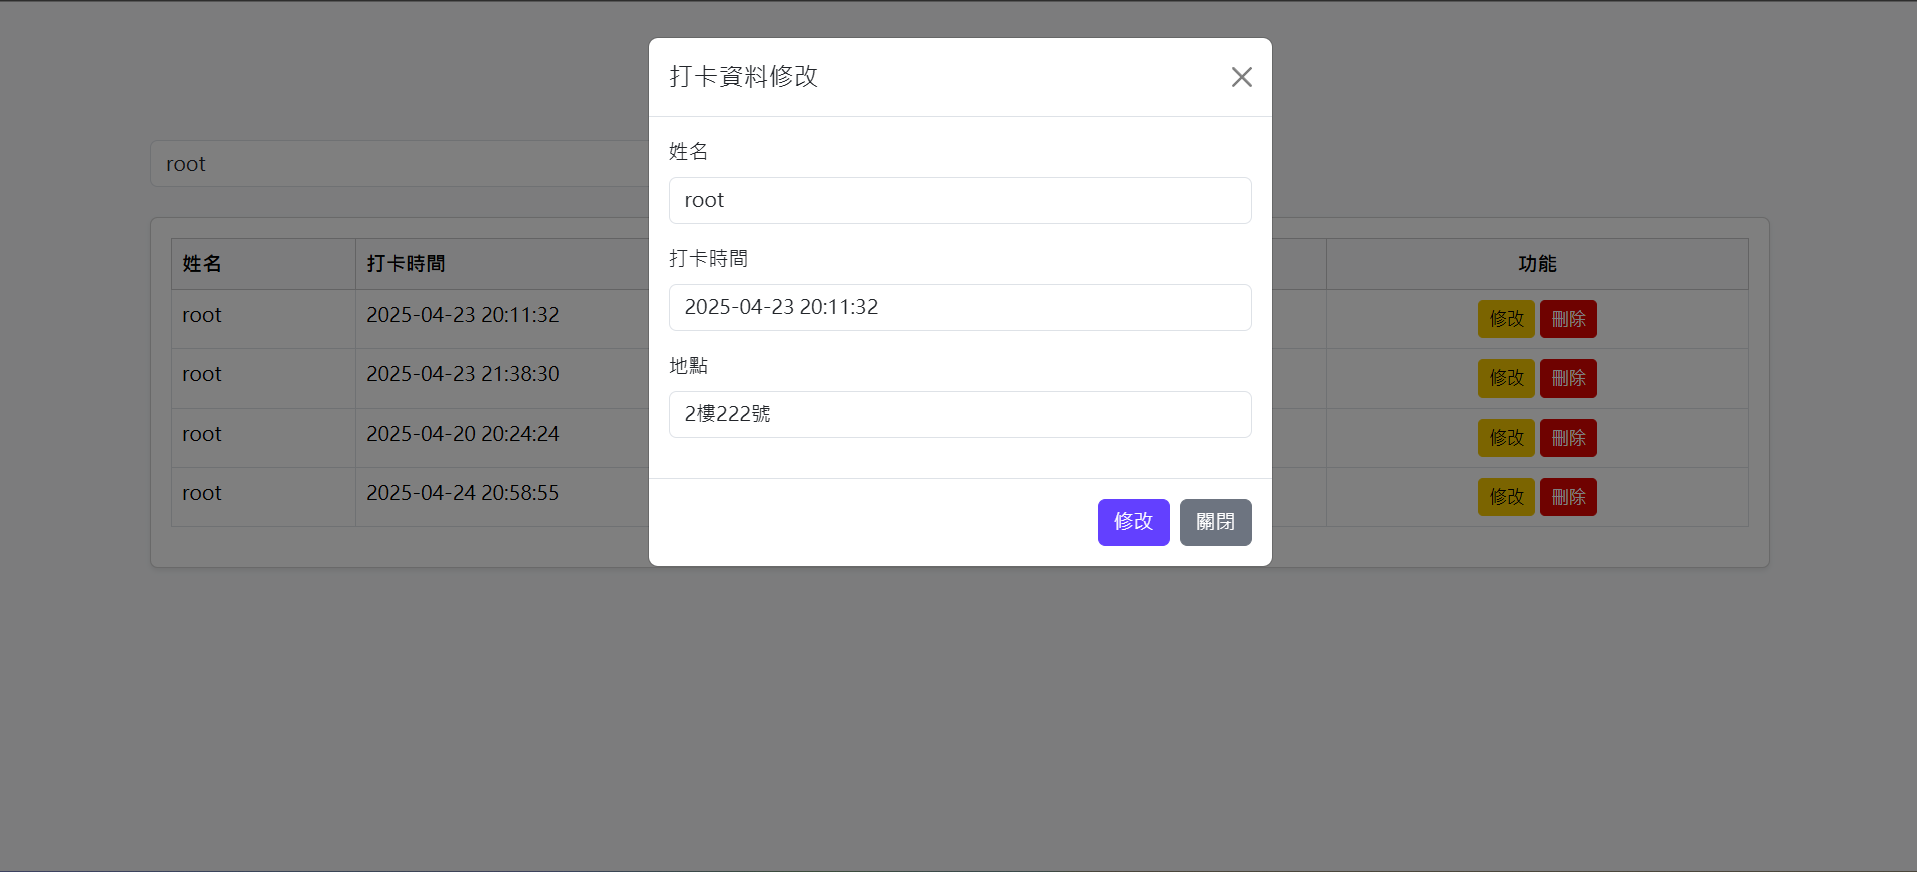 打卡資料修改
姓名
root
打卡時間
2025-04-23 20:11:32
地點
2樓222號
修改 關閉
root
姓名 打卡時間 功能
root 2025-04-23 20:11:32 修改 刪除
root 2025-04-23 21:38:30 修改 刪除
root 2025-04-20 20:24:24 修改 刪除
root 2025-04-24 20:58:55 修改 刪除